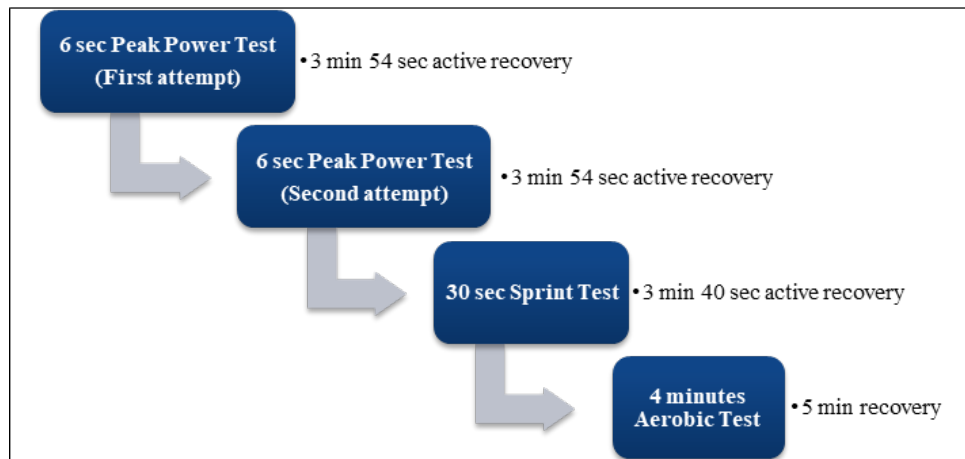 6 sec Peak Power Test
(First attempt)
• 3 min 54 sec active recovery
6 sec Peak Power Test
(Second attempt)
• 3 min 54 sec active recovery
30 sec Sprint Test
• 3 min 40 sec active recovery
4 minutes
Aerobic Test
• 5 min recovery